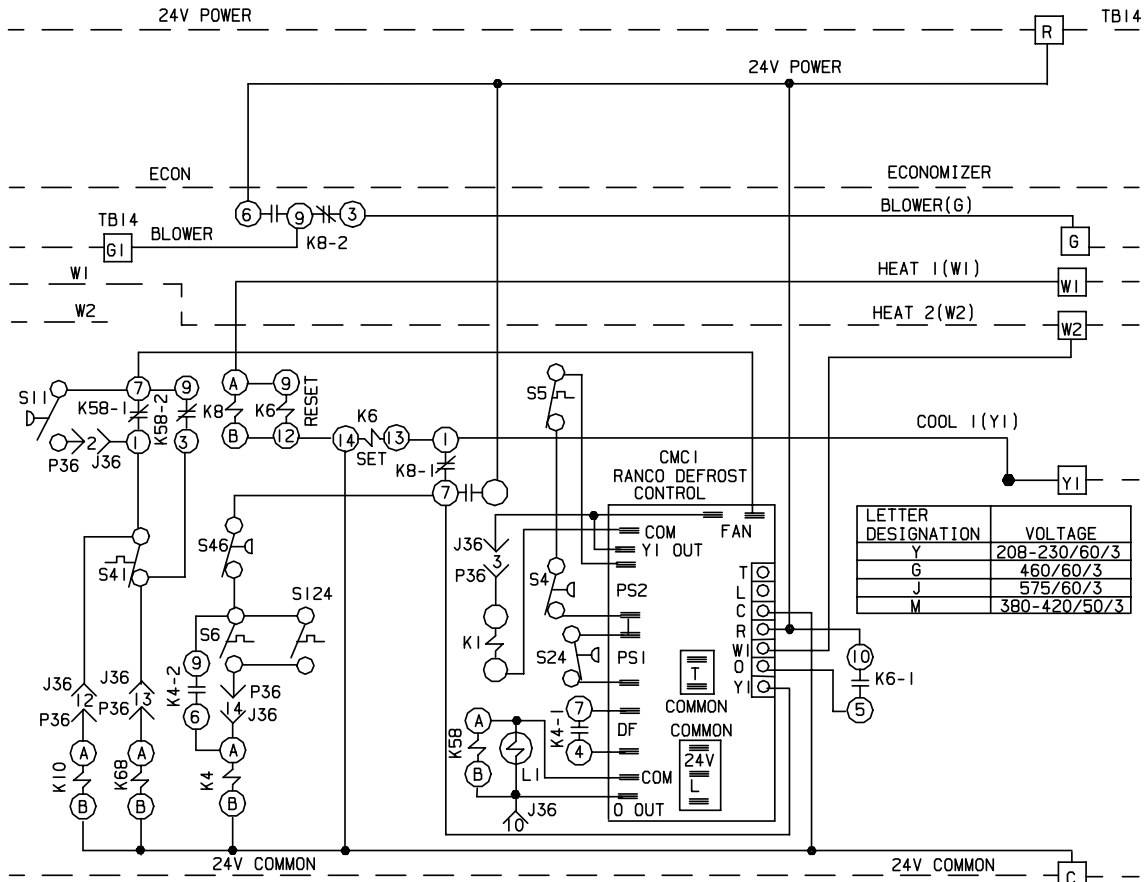 24V POWER
TB14
R
24V POWER
ECON
ECONOMIZER
6
9
3
BLOWER(G)
TB14
G1
BLOWER
K8-2
G
W1
HEAT 1(W1)
W1
W2
HEAT 2(W2)
W2
S11
7
9
A
9
RESET
S5
K58-1
K58-2
K8
K6
K6
1
3
B
12
14
13
1
COOL 1(Y1)
P36
2
J36
SET
K8-1
CMC1
RANCO DEFROST
CONTROL
7
Y1
LETTER
DESIGNATION VOLTAGE
Y 208-230/60/3
G 460/60/3
J 575/60/3
M 380-420/50/3
S46
COM
FAN
Y1 OUT
J36
3
P36
S41
S4
PS2
T
L
C
R
W1
O
Y1
S124
S6
K1
S24
PS1
T
COMMON
10
K6-1
5
9
K4-2
6
J36
12
P36
J36
13
P36
P36
14
J36
7
K4-1
4
DF
COMMON
24V
L
A
K10
B
A
K68
B
A
K4
B
A
K58
B
L1
COM
J36
10
O OUT
24V COMMON
24V COMMON
C